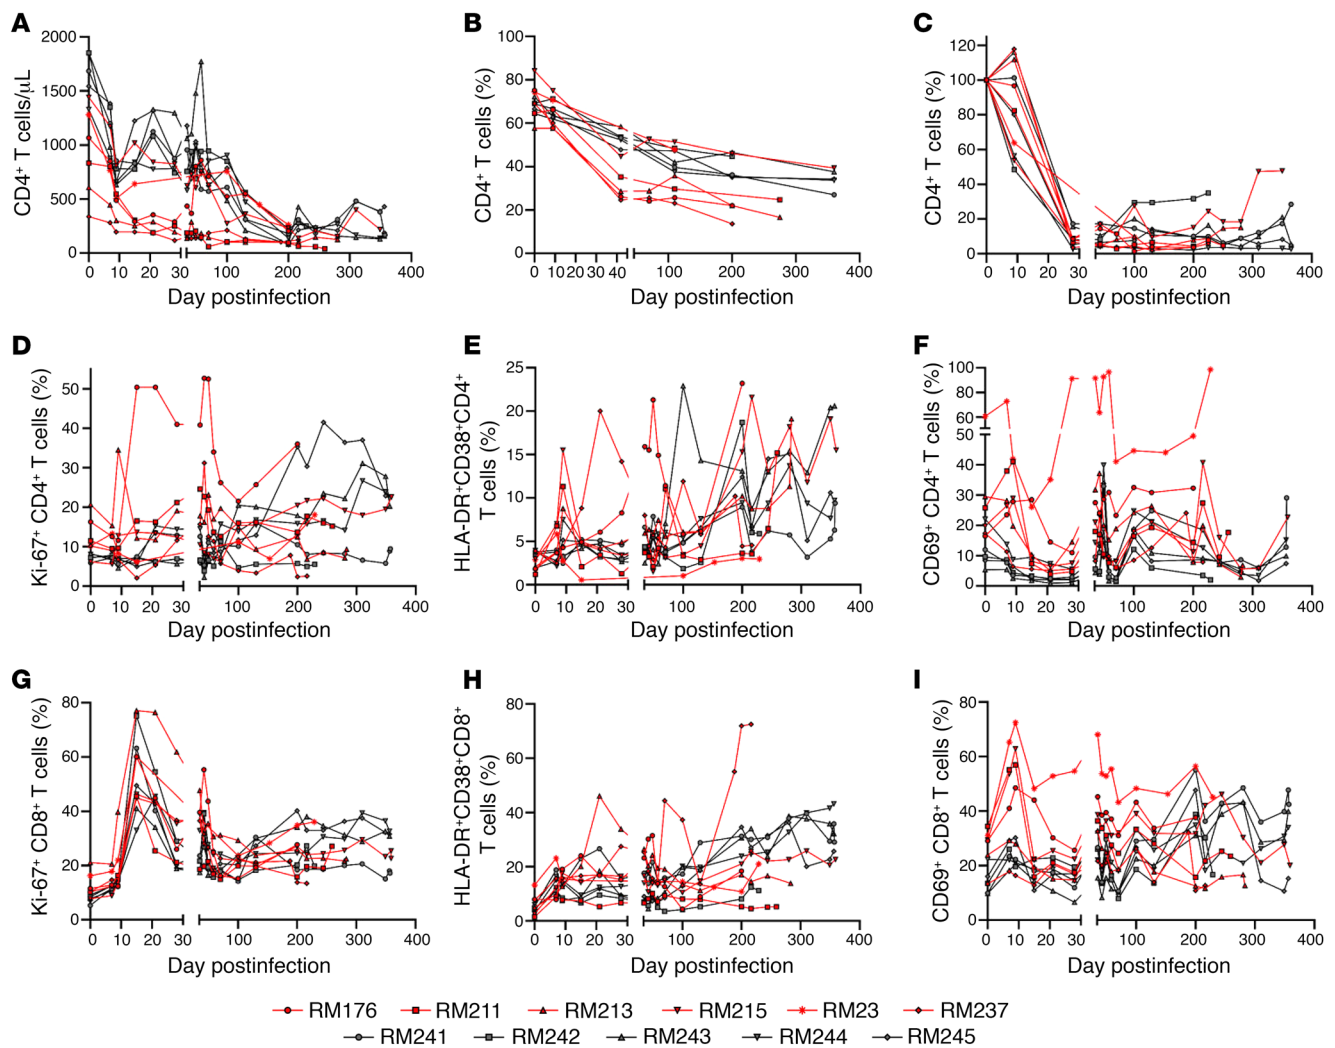 A
CD4+ T cells/μL
2000
1500
1000
500
0
0 10 20 30 100 200 300 400
Day postinfection
B
CD4+ T cells (%)
100
80
60
40
20
0
0 10 20 30 40 100 200 300 400
Day postinfection
C
CD4+ T cells (%)
120
100
80
60
40
20
0
0 10 20 30 100 200 300 400
Day postinfection
D
Ki-67+ CD4+ T cells (%)
50
40
30
20
10
0
0 10 20 30 100 200 300 400
Day postinfection
E
HLA-DR+CD38+CD4+
T cells (%)
25
20
15
10
5
0
0 10 20 30 100 200 300 400
Day postinfection
F
CD69+ CD4+ T cells (%)
100
80
60
50
40
30
20
10
0
0 10 20 30 100 200 300 400
Day postinfection
G
Ki-67+ CD8+ T cells (%)
80
60
40
20
0
0 10 20 30 100 200 300 400
Day postinfection
H
HLA-DR+CD38+CD8+
T cells (%)
80
60
40
20
0
0 10 20 30 100 200 300 400
Day postinfection
I
CD69+ CD8+ T cells (%)
80
60
40
20
0
0 10 20 30 100 200 300 400
Day postinfection
RM176 RM211 RM213 RM215 RM23 RM237
RM241 RM242 RM243 RM244 RM245